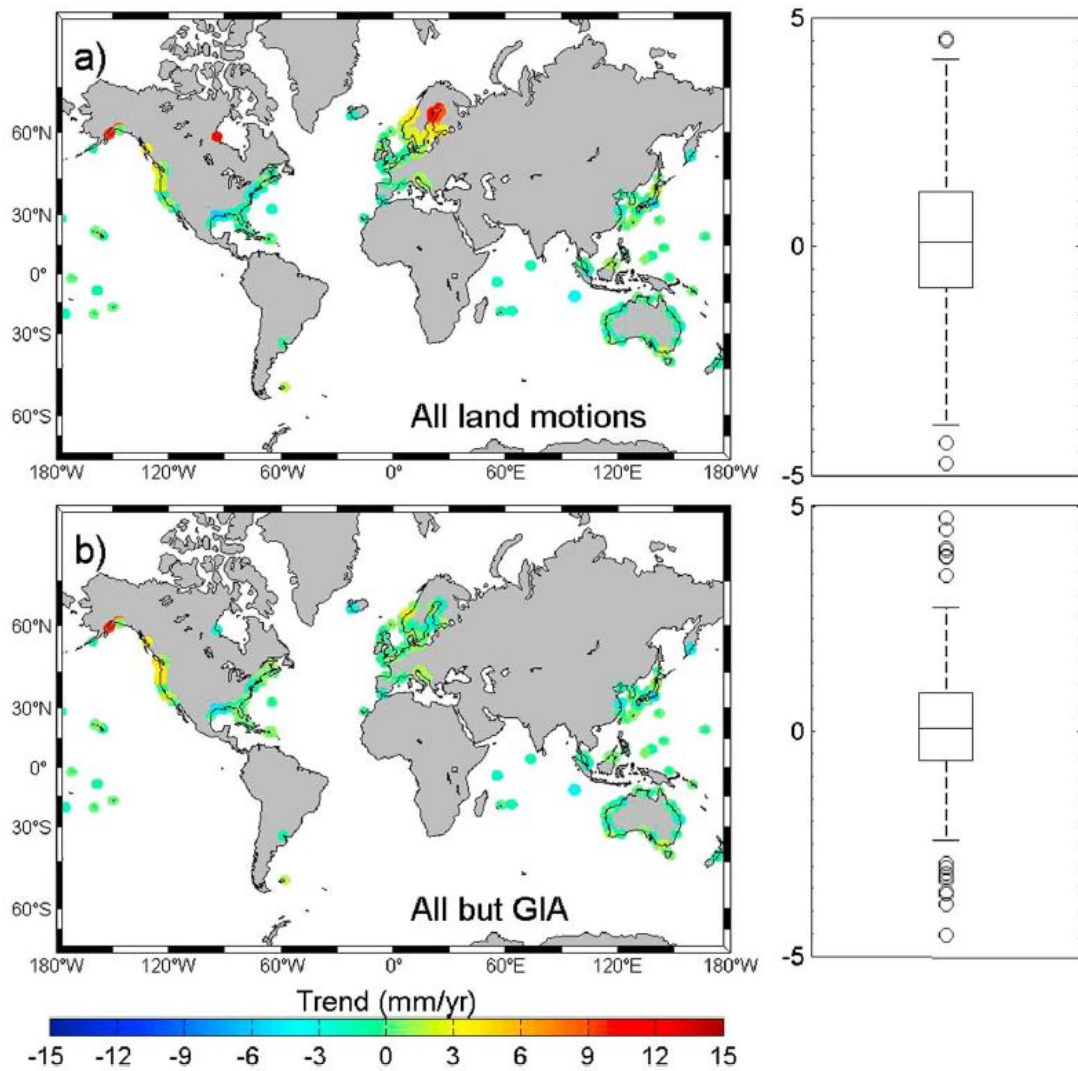 a)
60°N
30°N
0°
30°S
60°S
All land motions
180°W 120°W 60°W 0° 60°E 120°E 180°W
5
0
-5
b)
60°N
30°N
0°
30°S
60°S
All but GIA
180°W 120°W 60°W 0° 60°E 120°E 180°W
5
0
-5
Trend (mm/yr)
-15 -12 -9 -6 -3 0 3 6 9 12 15